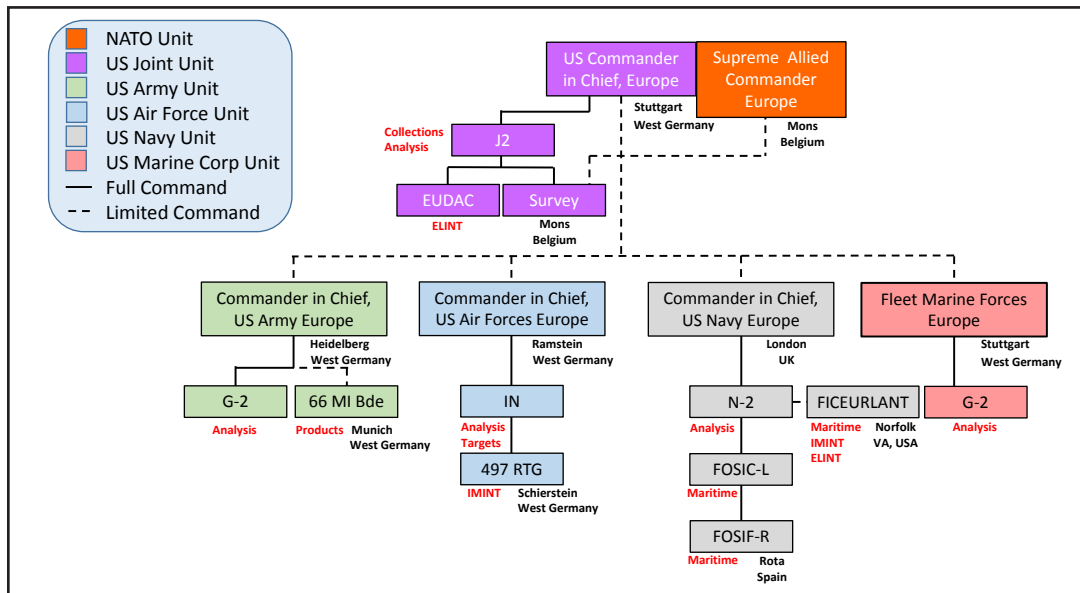 NATO Unit
US Joint Unit
US Army Unit
US Air Force Unit
US Navy Unit
US Marine Corp Unit
Full Command
Limited Command
US Commander
in Chief, Europe
Supreme Allied
Commander
Europe
Stuttgart
West Germany
Mons
Belgium
Collections
Analysis
J2
EUDAC
Survey
ELINT
Mons
Belgium
Commander in Chief,
US Army Europe
Heidelberg
West Germany
Commander in Chief,
US Air Forces Europe
Ramstein
West Germany
Commander in Chief,
US Navy Europe
London
UK
Fleet Marine Forces
Europe
Stuttgart
West Germany
G-2
Analysis
66 MI Bde
Products
Munich
West Germany
IN
Analysis
Targets
497 RTG
IMINT
Schierstein
West Germany
N-2
Analysis
FICEURLANT
Maritime
IMINT
ELINT
Norfolk
VA, USA
G-2
Analysis
FOSIC-L
Maritime
FOSIF-R
Maritime
Rota
Spain